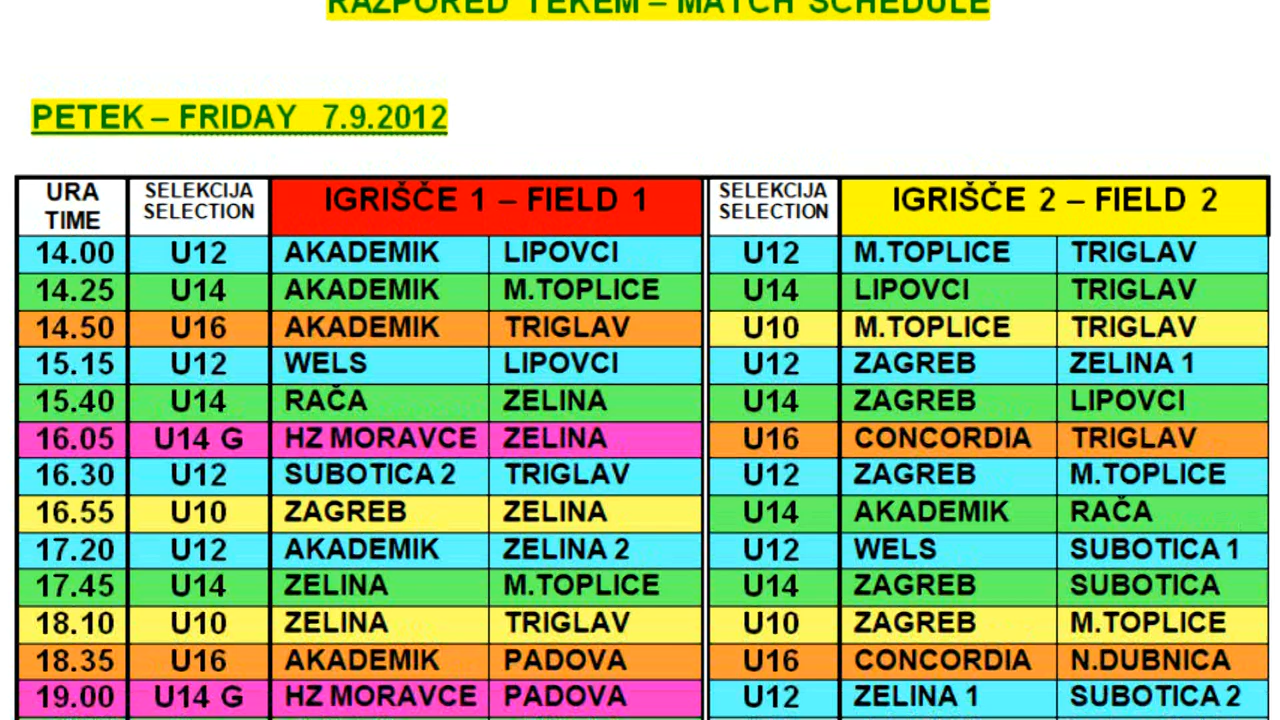 RAZPORED TEKEM – MATCH SCHEDULE
PETEK – FRIDAY 7.9.2012
URA TIME SELEKCIJA SELECTION IGRIŠČE 1 – FIELD 1 SELEKCIJA SELECTION IGRIŠČE 2 – FIELD 2
14.00 U12 AKADEMIK LIPOVCI U12 M.TOPLICE TRIGLAV
14.25 U14 AKADEMIK M.TOPLICE U14 LIPOVCI TRIGLAV
14.50 U16 AKADEMIK TRIGLAV U10 M.TOPLICE TRIGLAV
15.15 U12 WELS LIPOVCI U12 ZAGREB ZELINA 1
15.40 U14 RAČA ZELINA U14 ZAGREB LIPOVCI
16.05 U14 G HZ MORAVCE ZELINA U16 CONCORDIA TRIGLAV
16.30 U12 SUBOTICA 2 TRIGLAV U12 ZAGREB M.TOPLICE
16.55 U10 ZAGREB ZELINA U14 AKADEMIK RAČA
17.20 U12 AKADEMIK ZELINA 2 U12 WELS SUBOTICA 1
17.45 U14 ZELINA M.TOPLICE U14 ZAGREB SUBOTICA
18.10 U10 ZELINA TRIGLAV U10 ZAGREB M.TOPLICE
18.35 U16 AKADEMIK PADOVA U16 CONCORDIA N.DUBNICA
19.00 U14 G HZ MORAVCE PADOVA U12 ZELINA 1 SUBOTICA 2